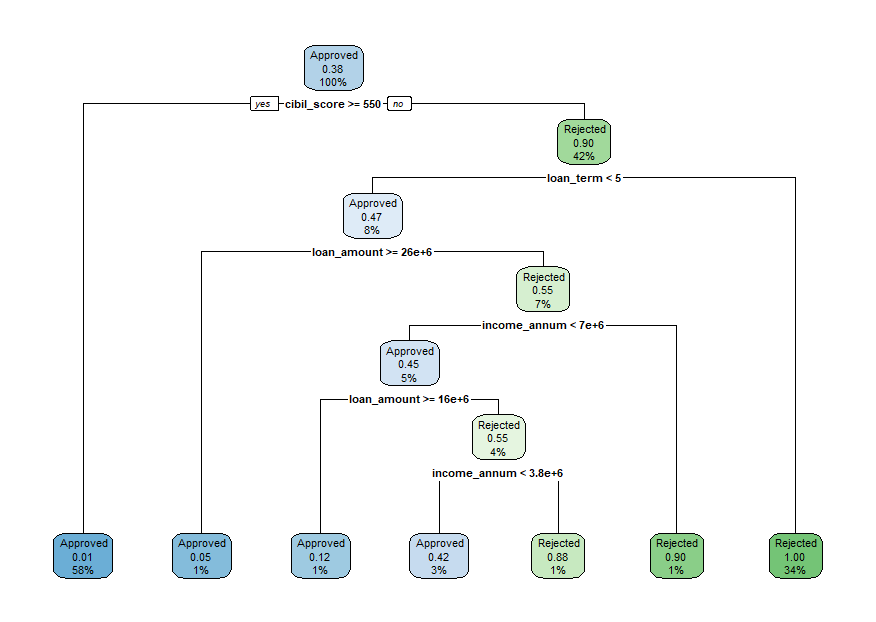 Approved
0.38
100%
yes cibil_score >= 550 no
Rejected
0.90
42%
loan_term < 5
Approved
0.47
8%
loan_amount >= 26e+6
Rejected
0.55
7%
income_annum < 7e+6
Approved
0.45
5%
loan_amount >= 16e+6
Rejected
0.55
4%
income_annum < 3.8e+6
Approved Approved Approved Approved Rejected Rejected Rejected
0.01 0.05 0.12 0.42 0.88 0.90 1.00
58% 1% 1% 3% 1% 1% 34%